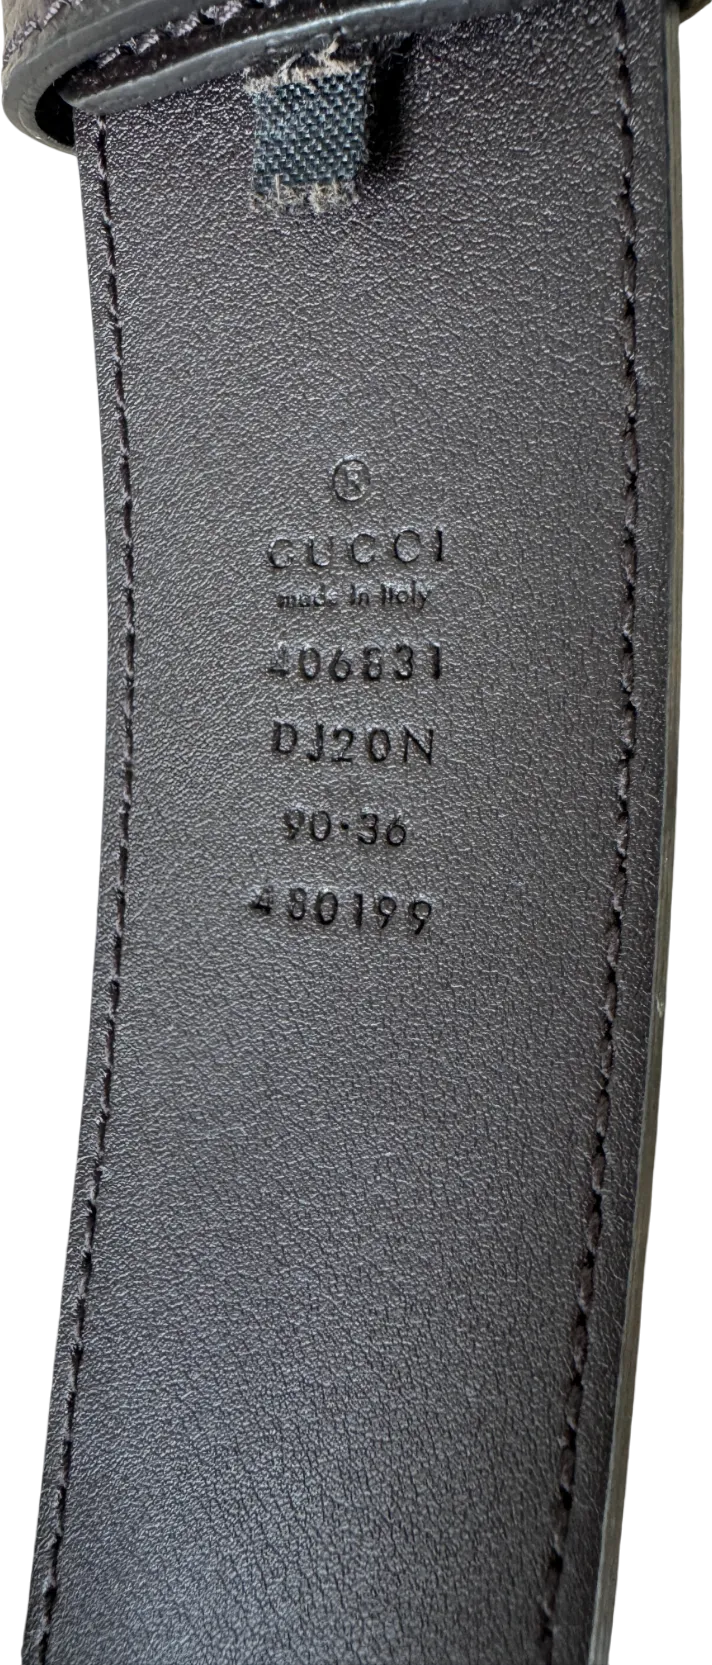 ®
GUCCI
made in italy
406831
DJ20N
90·36
480199